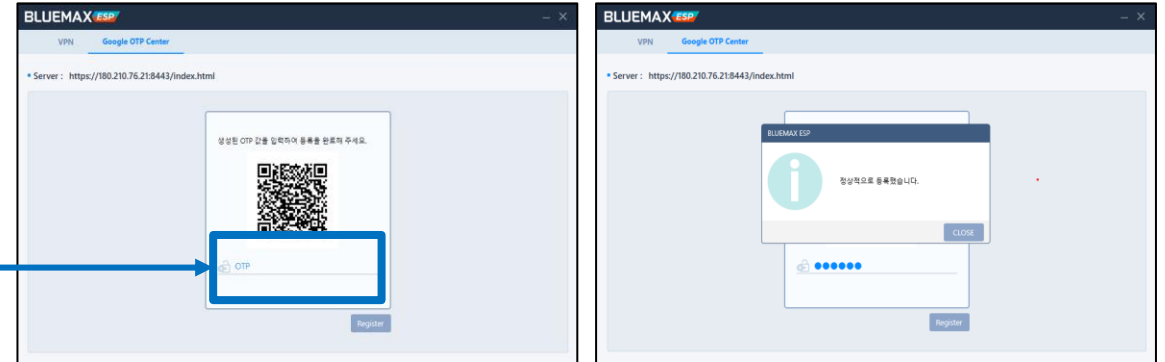 BLUEMAX ESP
VPN Google OTP Center
Server : https://180.210.76.21:8443/index.html
생성된 OTP 값을 입력하여 등록을 완료해 주세요.
OTP
Register
BLUEMAX ESP
VPN Google OTP Center
Server : https://180.210.76.21:8443/index.html
BLUEMAX ESP
정상적으로 등록했습니다.
CLOSE
Register